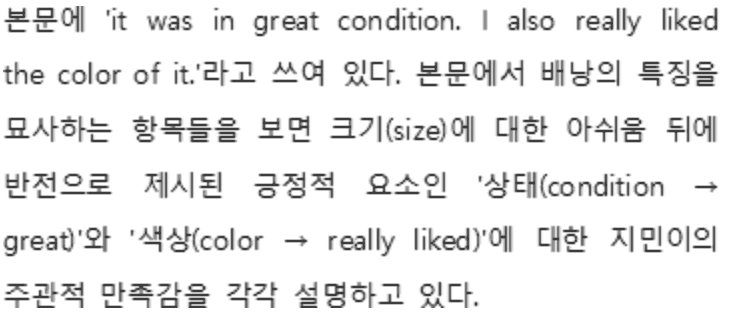 본문에 'it was in great condition. I also really liked
the color of it.'라고 쓰여 있다. 본문에서 배낭의 특징을
묘사하는 항목들을 보면 크기(size)에 대한 아쉬움 뒤에
반전으로 제시된 긍정적 요소인 '상태(condition →
great)'와 '색상(color → really liked)'에 대한 지민이의
주관적 만족감을 각각 설명하고 있다.